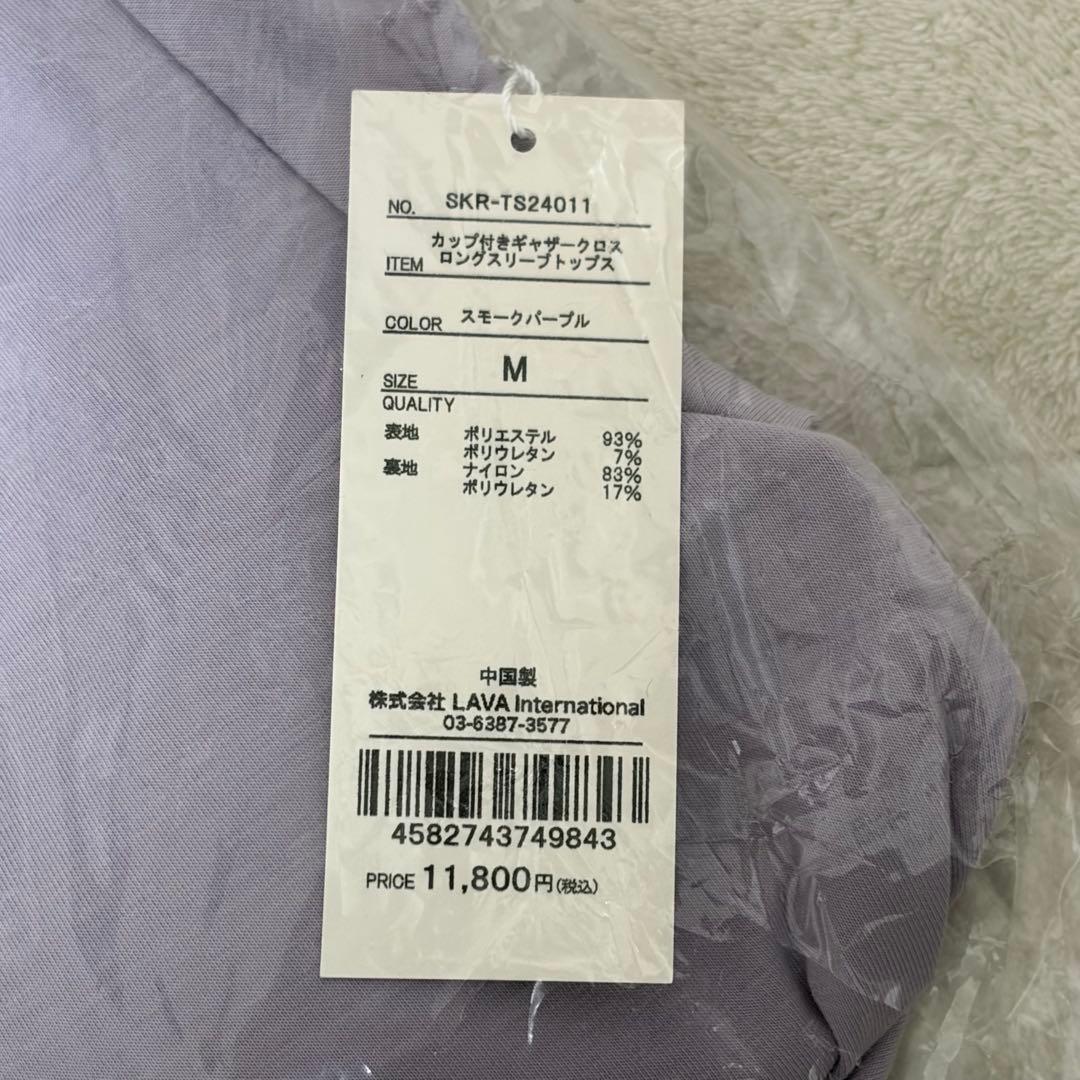 NO. SKR-TS24011
カップ付きギャザークロス
ITEM ロングスリーブトップス
COLOR スモークパープル
SIZE M
QUALITY
表地 ポリエステル 93%
ポリウレタン 7%
裏地 ナイロン 83%
ポリウレタン 17%
中国製
株式会社 LAVA International
03-6387-3577
4582743749843
PRICE 11,800円(税込)